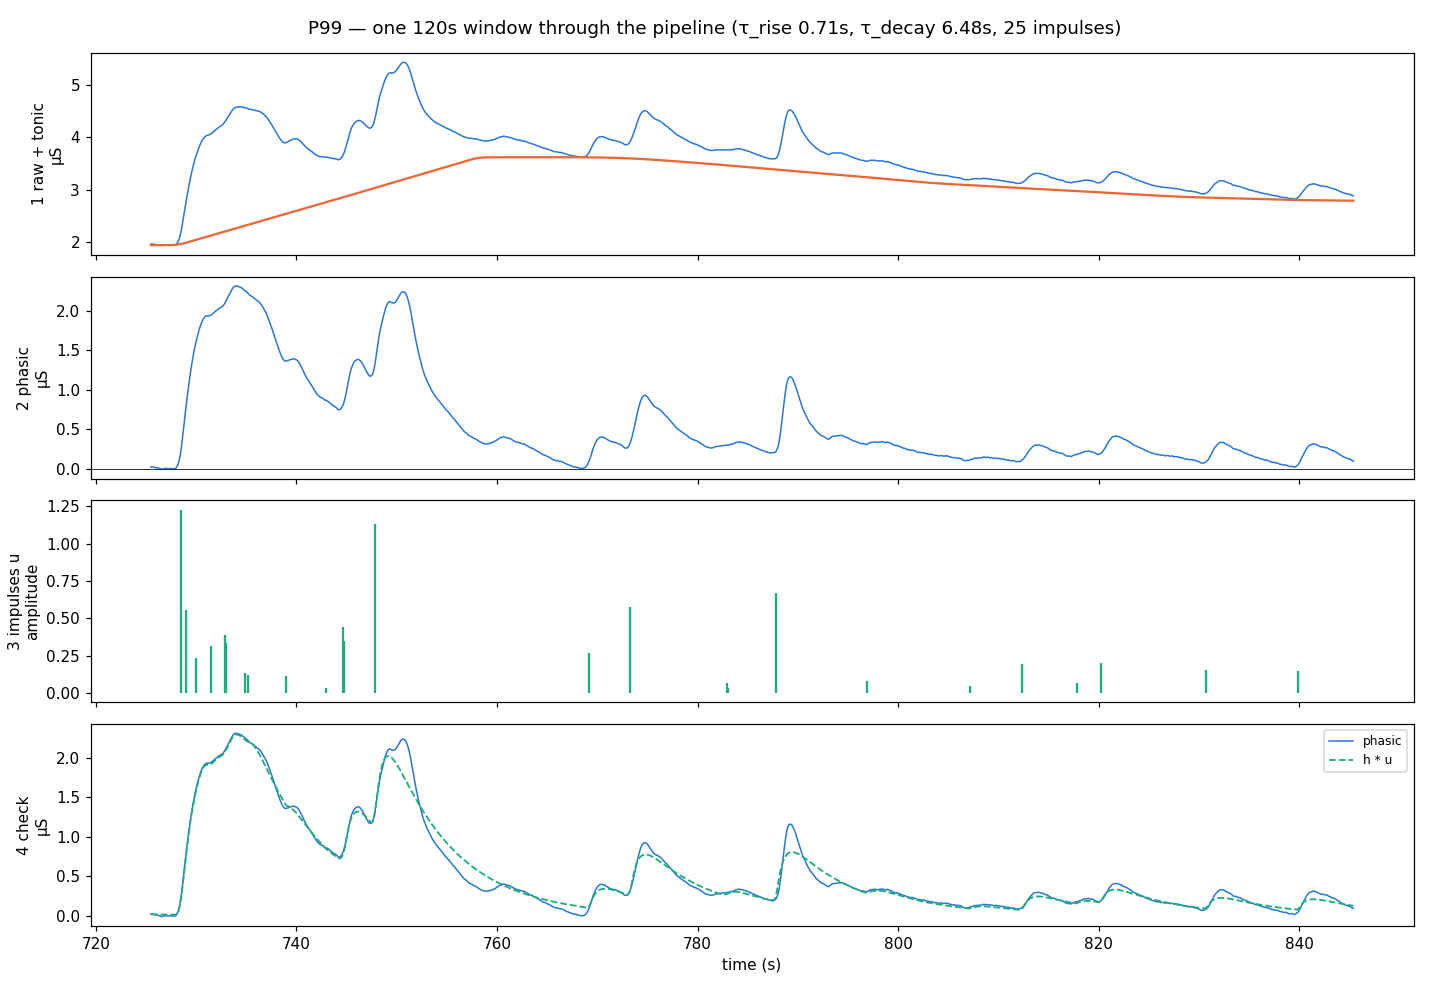 P99 — one 120s window through the pipeline (τ_rise 0.71s, τ_decay 6.48s, 25 impulses)
1 raw + tonic
µS
5
4
3
2
2 phasic
µS
2.0
1.5
1.0
0.5
0.0
3 impulses u
amplitude
1.25
1.00
0.75
0.50
0.25
0.00
4 check
µS
2.0
1.5
1.0
0.5
0.0
phasic
h * u
720
740
760
780
800
820
840
time (s)